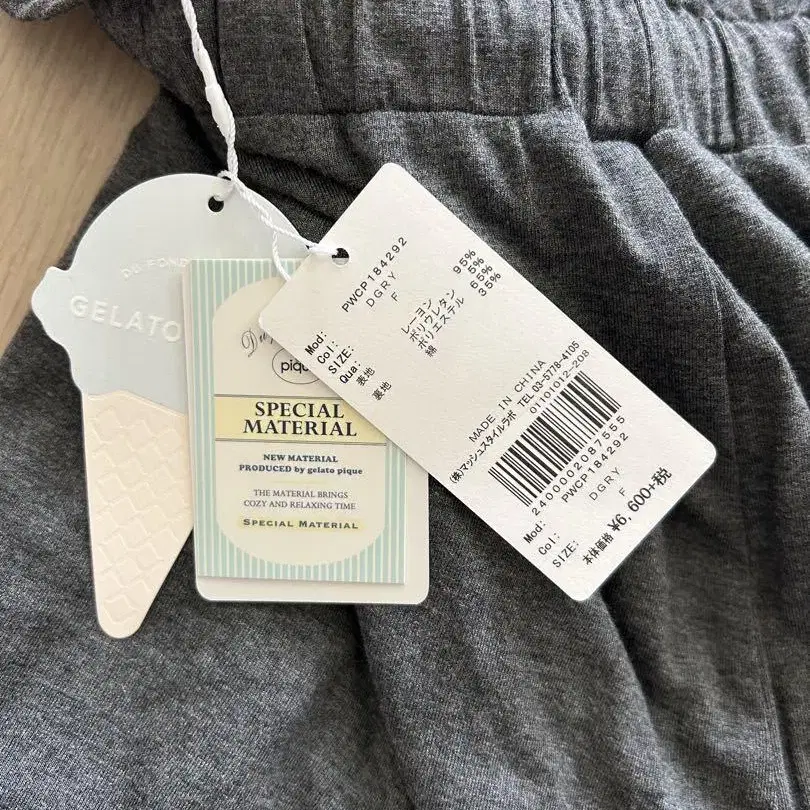 DU FOND
GELATO
piqu
SPECIAL
MATERIAL
NEW MATERIAL
PRODUCED by gelato pique
THE MATERIAL BRINGS
COZY AND RELAXING TIME
SPECIAL MATERIAL
Mod: PWCP184292
Col: DGRY
SIZE: F
Qua:
表地 レーヨン 95%
ポリウレタン 5%
裏地 ポリエステル 65%
綿 35%
MADE IN CHINA
(株)マッシュスタイルラボ TEL 03-5778-4105
01101012-208
2400002087555
Mod: PWCP184292
Col: DGRY
SIZE: F
本体価格 ¥6,600+税